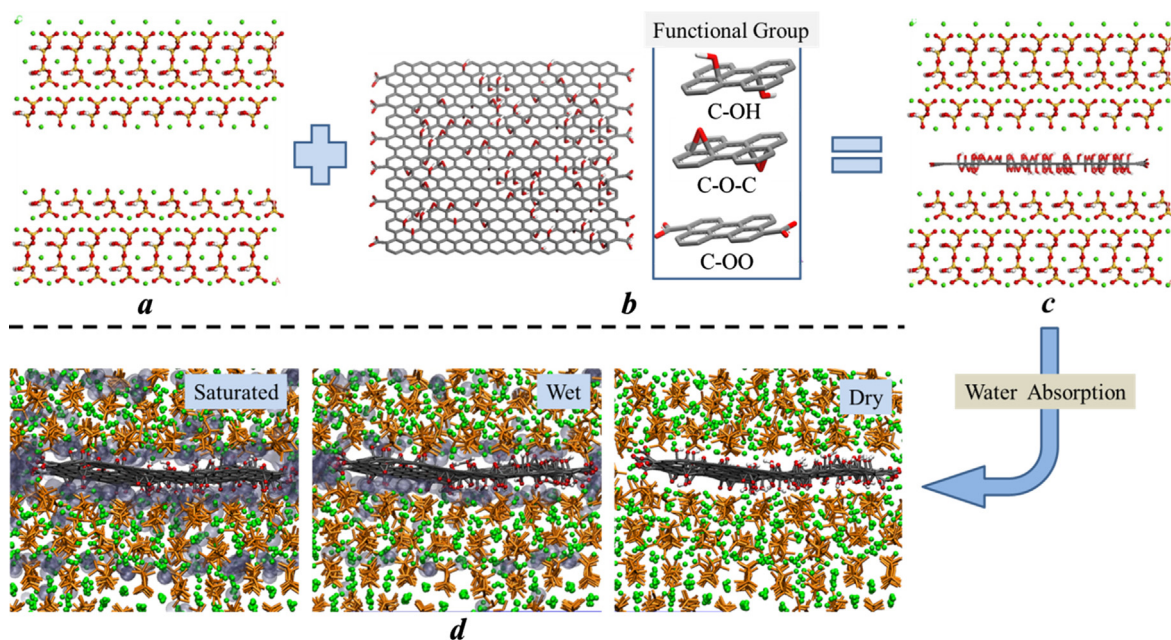 Functional Group
C-OH
C-O-C
C-OO
a
b
c
Saturated
Wet
Dry
Water Absorption
d